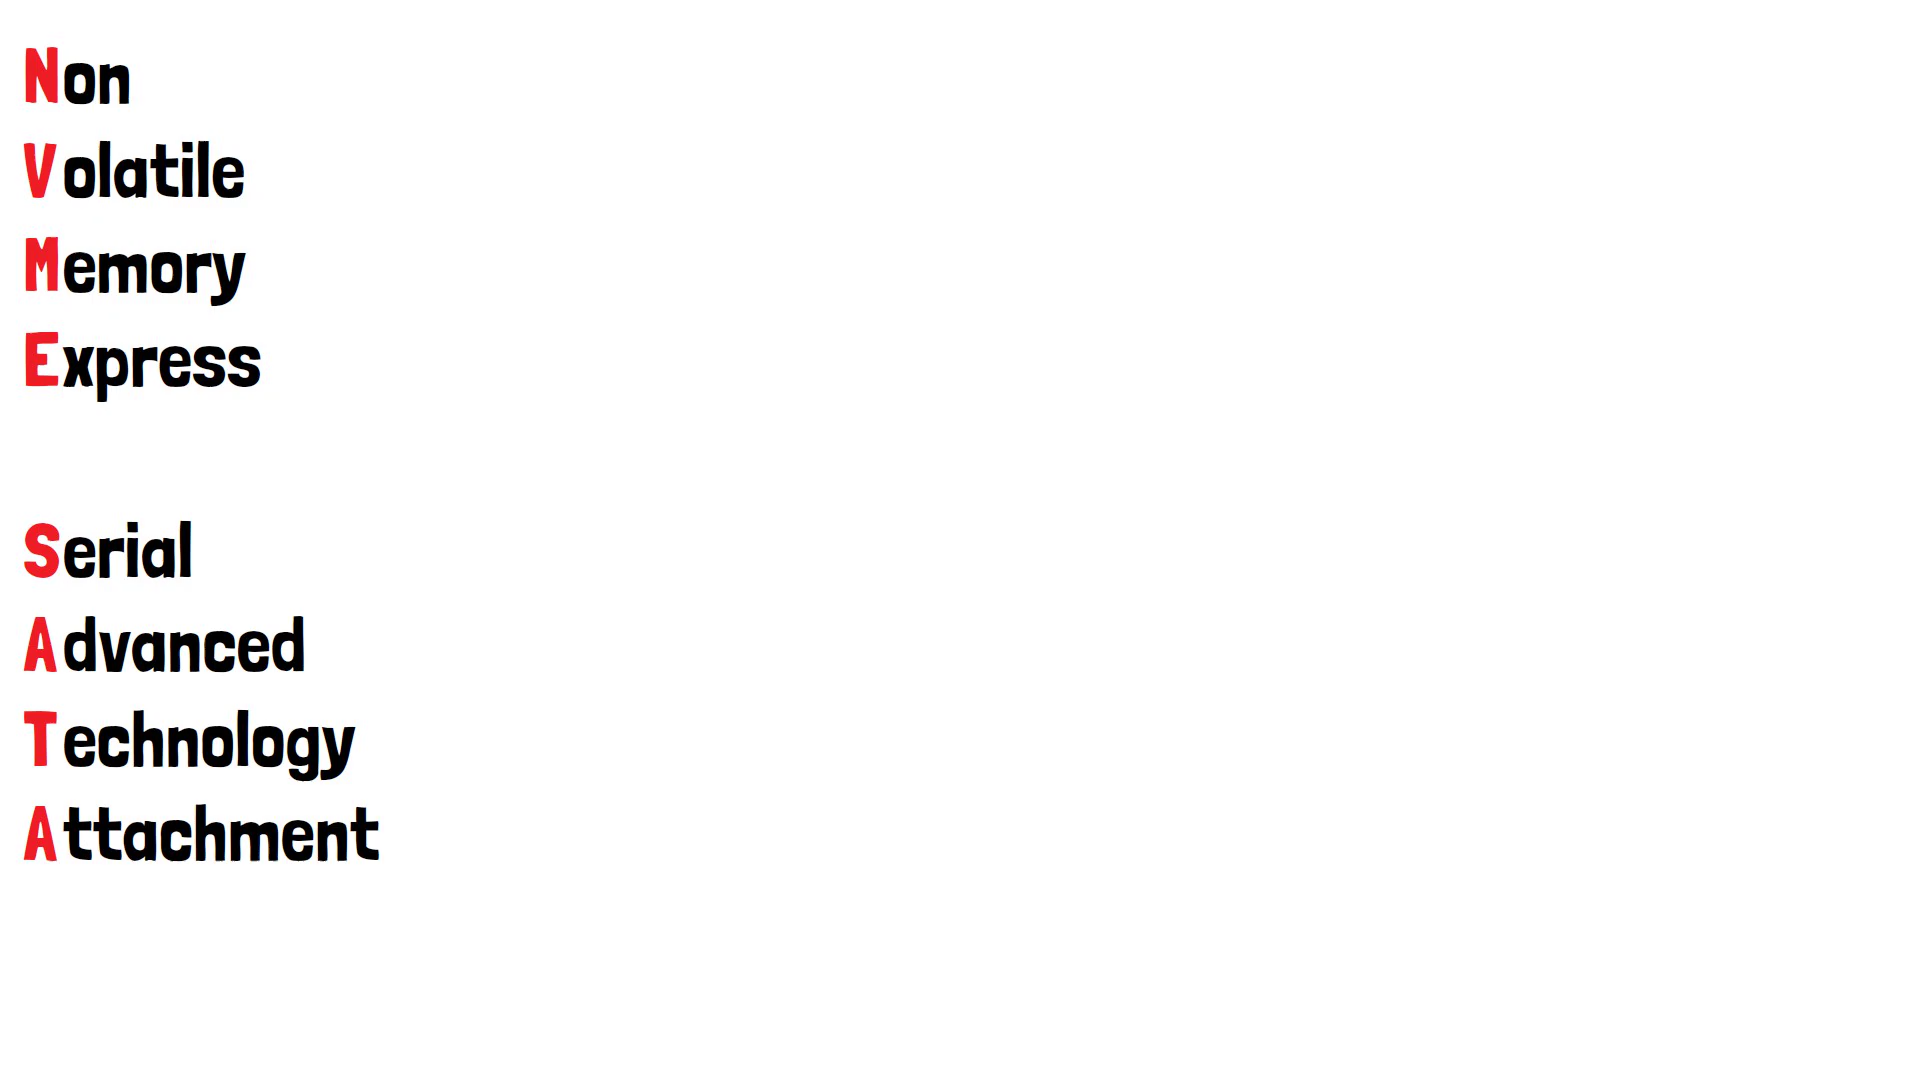 Non
Volatile
Memory
Express
Serial
Advanced
Technology
Attachment